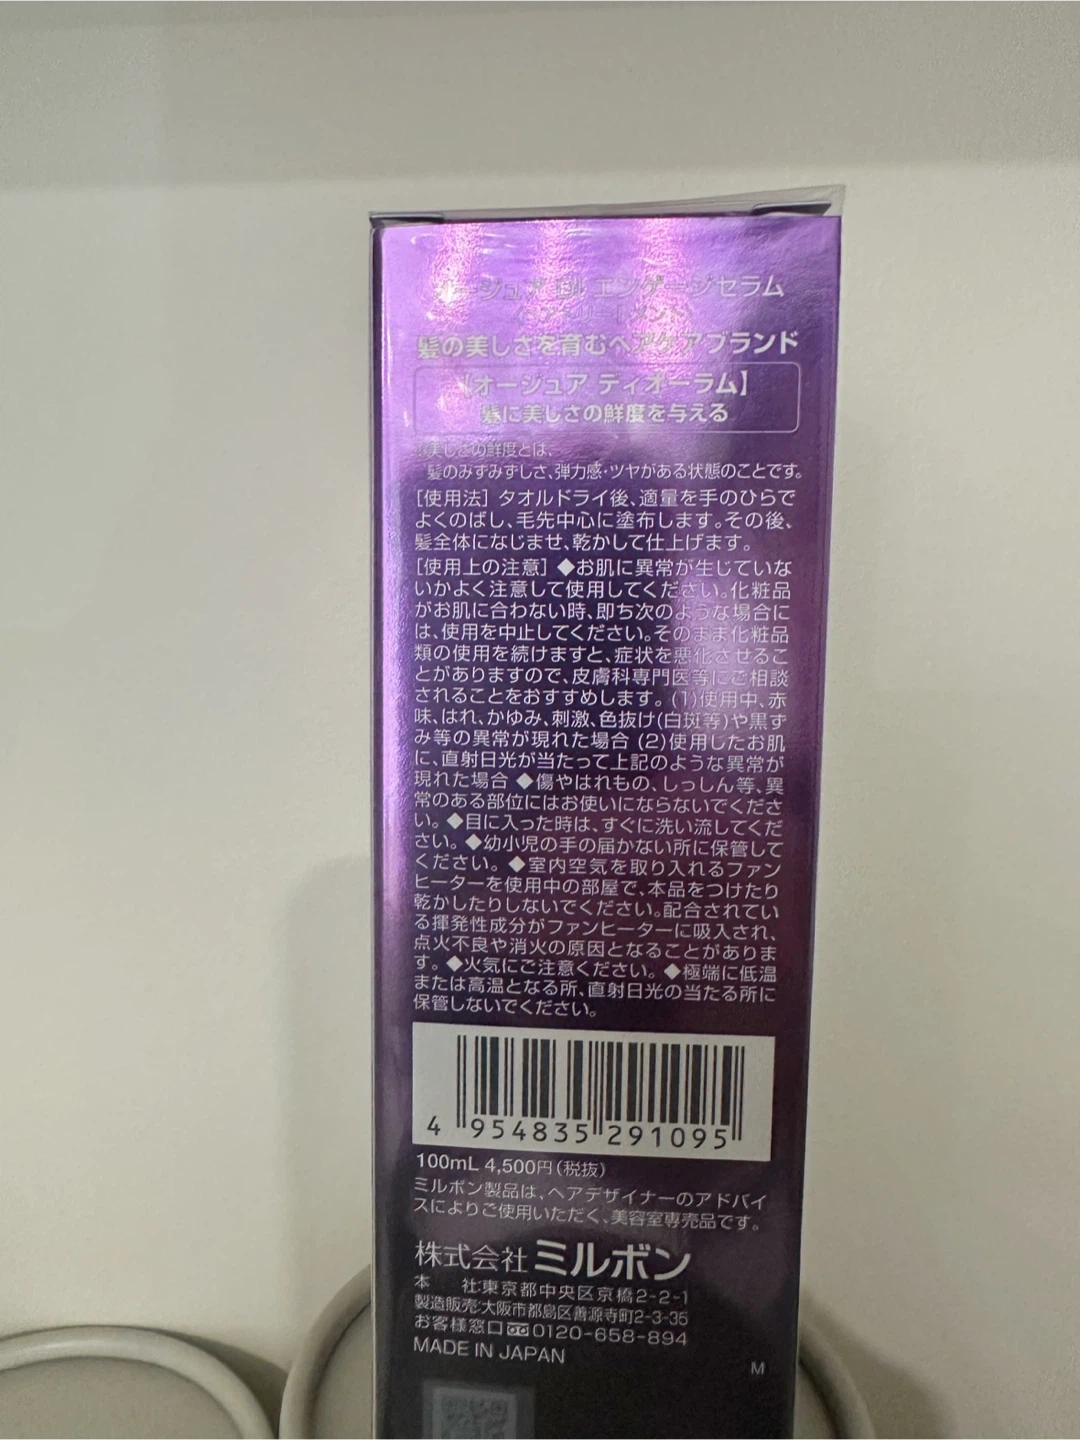 オージュア DI エンゲージセラム
〈ヘアトリートメント〉
髪の美しさを育むヘアケアブランド
【オージュア ディオーラム】
髪に美しさの鮮度を与える
※美しさの鮮度とは、
髪のみずみずしさ、弾力感・ツヤがある状態のことです。
[使用法] タオルドライ後、適量を手のひらで
よくのばし、毛先中心に塗布します。その後、
髪全体になじませ、乾かして仕上げます。
[使用上の注意] ◆お肌に異常が生じていな
いかよく注意して使用してください。化粧品
がお肌に合わない時、即ち次のような場合に
は、使用を中止してください。そのまま化粧品
類の使用を続けますと、症状を悪化させるこ
とがありますので、皮膚科専門医等にご相談
されることをおすすめします。(1)使用中、赤
味、はれ、かゆみ、刺激、色抜け(白斑等)や黒ず
み等の異常が現れた場合 (2)使用したお肌
に、直射日光が当たって上記のような異常が
現れた場合 ◆傷やはれもの、しっしん等、異
常のある部位にはお使いにならないでくださ
い。◆目に入った時は、すぐに洗い流してくだ
さい。◆幼小児の手の届かない所に保管して
ください。◆室内空気を取り入れるファン
ヒーターを使用中の部屋で、本品をつけたり
乾かしたりしないでください。配合されてい
る揮発性成分がファンヒーターに吸入され、
点火不良や消火の原因となることがありま
す。◆火気にご注意ください。◆極端に低温
または高温となる所、直射日光の当たる所に
保管しないでください。
4 954835 291095
100mL 4,500円(税抜)
ミルボン製品は、ヘアデザイナーのアドバイ
スによりご使用いただく、美容室専売品です。
株式会社 ミルボン
本 社:東京都中央区京橋2-2-1
製造販売:大阪市都島区善源寺町2-3-35
お客様窓口 0120-658-894
MADE IN JAPAN
M